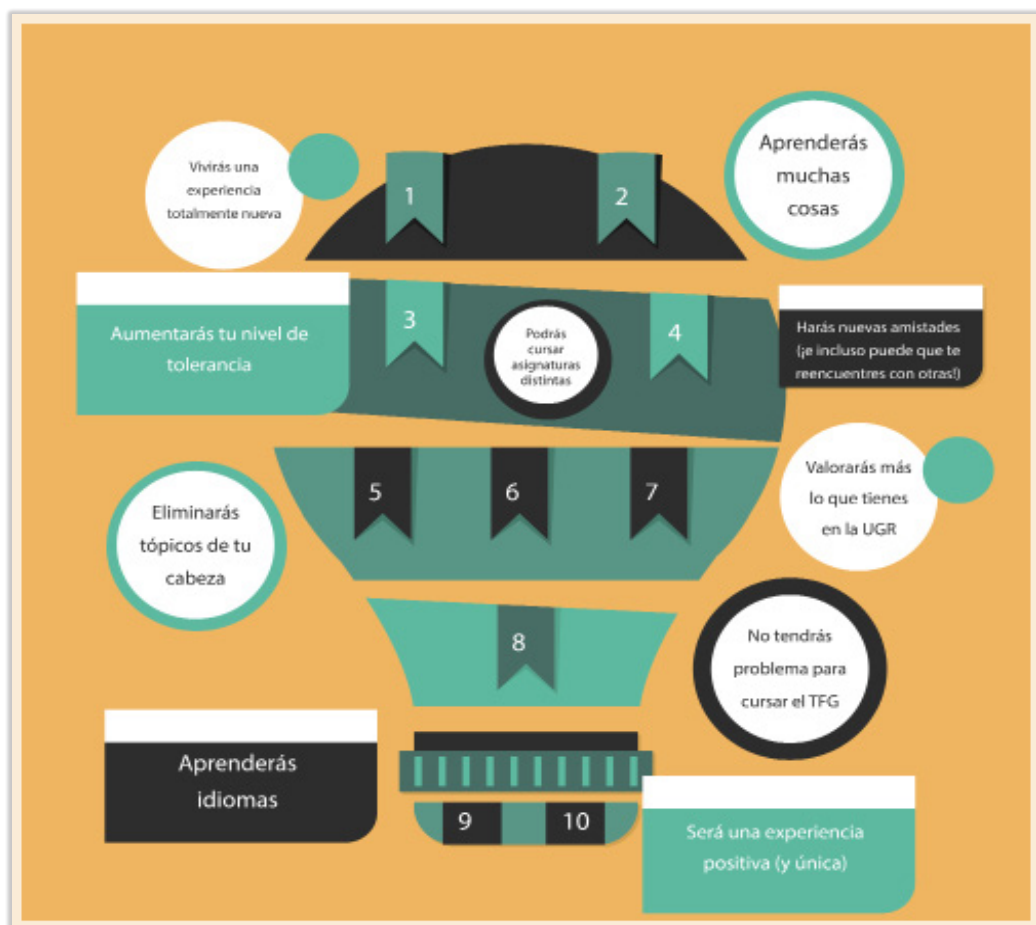 Vivirás una
experiencia
totalmente nueva
1
2
Aprenderás
muchas
cosas
Aumentarás tu nivel de
tolerancia
3
Podrás
cursar
asignaturas
distintas
4
Harás nuevas amistades
(¡e incluso puede que te
reencuentres con otras!)
Eliminarás
tópicos de tu
cabeza
5
6
7
Valorarás más
lo que tienes
en la UGR
8
No tendrás
problema para
cursar el TFG
Aprenderás
idiomas
9
10
Será una experiencia
positiva (y única)